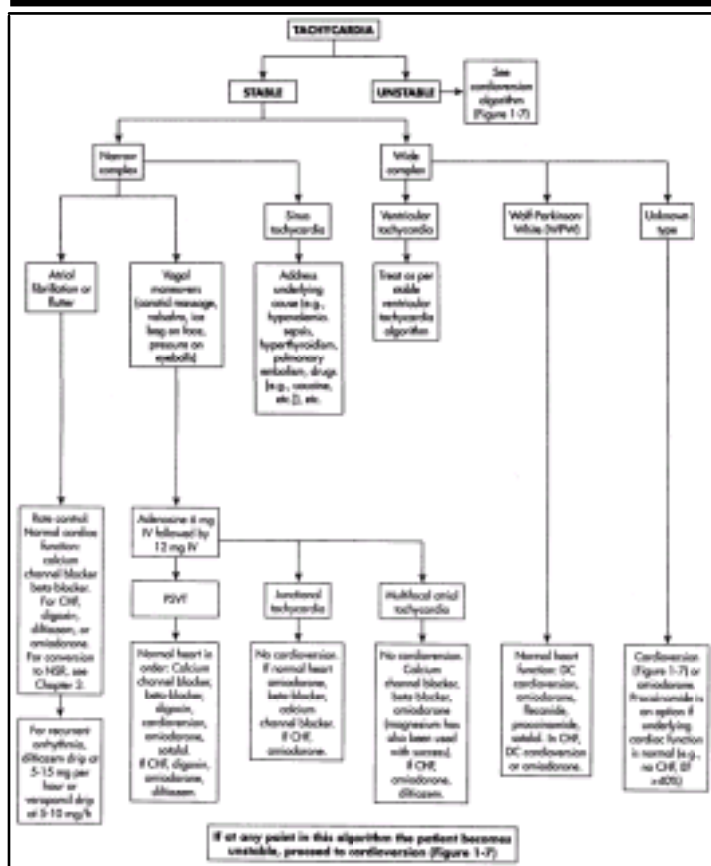 TACHYCARDIA
STABLE
UNSTABLE
See
cardioversion
algorithm
(Figure 1-7)
Narrow
complex
Wide
complex
Sinus
tachycardia
Ventricular
tachycardia
Wolf-Parkinson-
White (WPW)
Unknown
type
Atrial
fibrillation or
flutter
Vagal
maneuvers
(carotid massage,
valsalva, ice
bag on face,
pressure on
eyeballs)
Address
underlying
cause (e.g.,
hypovolemia,
sepsis,
hyperthyroidism,
pulmonary
embolism, drugs
[e.g., cocaine,
etc.]), etc.
Treat as per
stable
ventricular
tachycardia
algorithm
Rate control:
Normal cardiac
function:
calcium
channel blocker
beta-blocker.
For CHF,
digoxin,
diltiazem, or
amiodarone.
For conversion
to NSR, see
Chapter 3.
Adenosine 6 mg
IV followed by
12 mg IV
PSVT
Junctional
tachycardia
Multifocal atrial
tachycardia
For recurrent
arrhythmia,
diltiazem drip at
5-15 mg per
hour or
verapamil drip
at 5-10 mg/h
Normal heart in
order: Calcium
channel blocker,
beta-blocker,
digoxin,
cardioversion,
amiodarone,
sotalol.
If CHF, digoxin,
amiodarone,
diltiazem.
No cardioversion.
If normal heart
amiodarone,
beta-blocker,
calcium
channel blocker.
If CHF,
amiodarone.
No cardioversion.
Calcium
channel blocker,
beta-blocker,
amiodarone
(magnesium has
also been used
with success).
If CHF,
amiodarone,
diltiazem.
Normal heart
function: DC
cardioversion,
amiodarone,
flecainide,
procainamide,
sotalol. In CHF,
DC cardioversion
or amiodarone.
Cardioversion
(Figure 1-7) or
amiodarone.
Procainamide is
an option if
underlying
cardiac function
is normal (e.g.,
no CHF, EF
>40%)
If at any point in this algorithm the patient becomes
unstable, proceed to cardioversion (Figure 1-7)